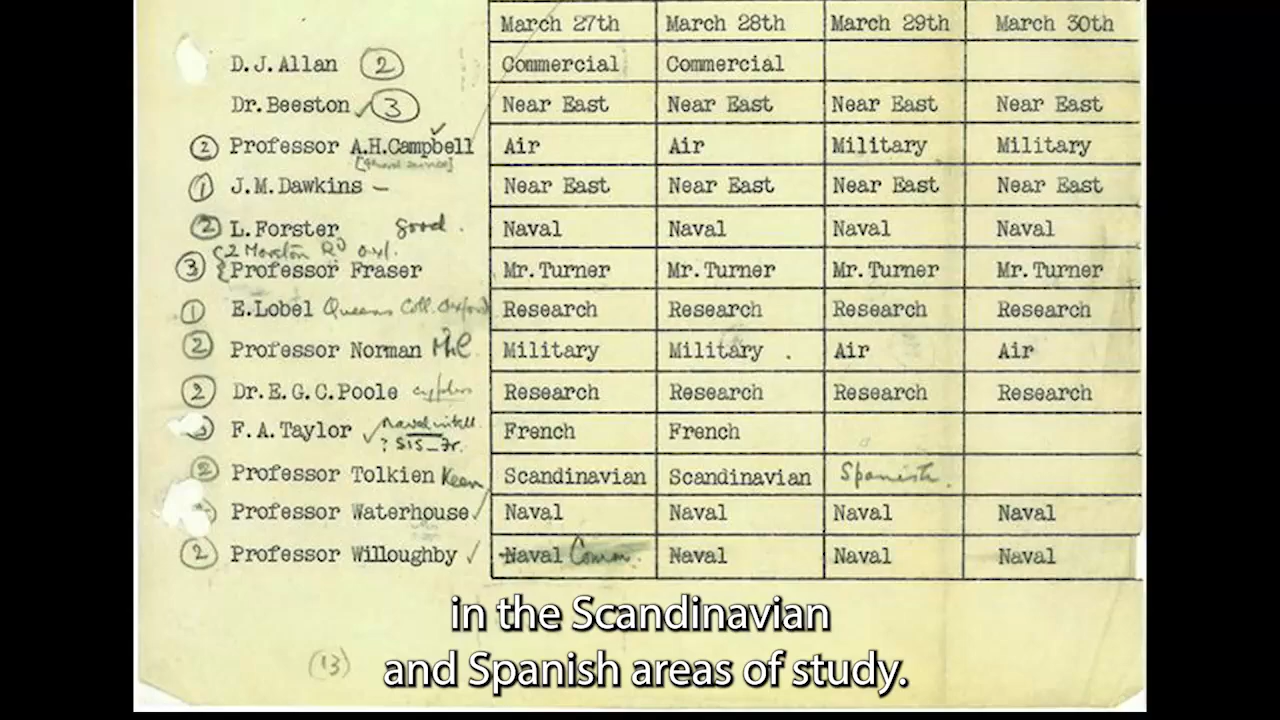 March 27th March 28th March 29th March 30th
D.J.Allan 2 Commercial Commercial
Dr.Beeston ✓ 3 Near East Near East Near East Near East
2 Professor A.H.Campbell ✓ Air Air Military Military
1 J.M.Dawkins – Near East Near East Near East Near East
2 L.Forster good. Naval Naval Naval Naval
2 Rd Oxf.
3 Professor Fraser Mr.Turner Mr.Turner Mr.Turner Mr.Turner
1 E.Lobel Queens Coll. Oxford Research Research Research Research
2 Professor Norman Military Military. Air Air
2 Dr.E.G.C.Poole Research Research Research Research
F.A.Taylor ✓ French French
? SIS_Fr.
2 Professor Tolkien Keen Scandinavian Scandinavian Spanish.
Professor Waterhouse ✓ Naval Naval Naval Naval
2 Professor Willoughby ✓ Naval Comm. Naval Naval Naval
in the Scandinavian
and Spanish areas of study.
(13)